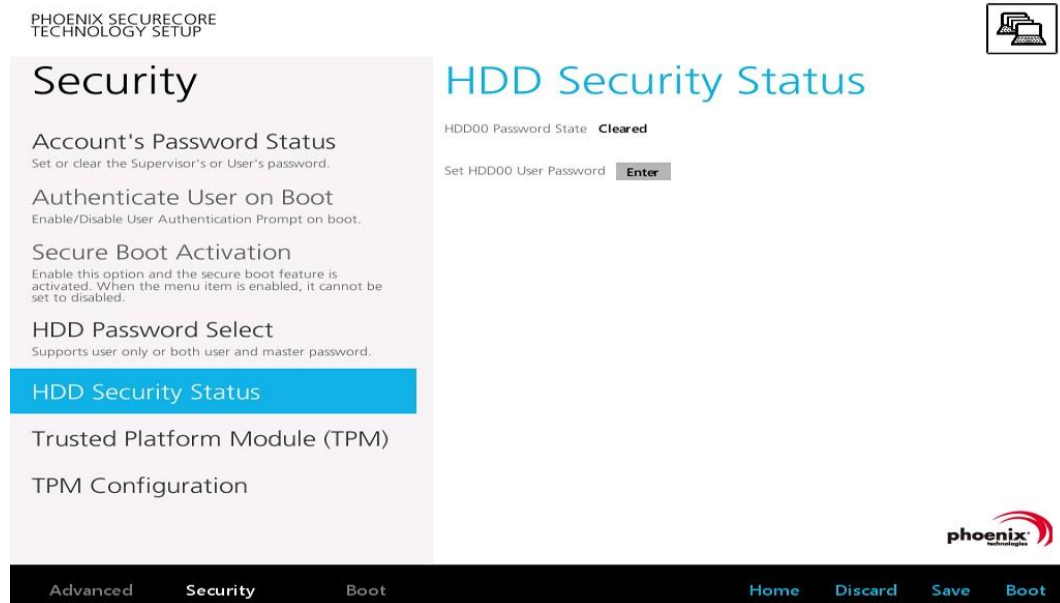 PHOENIX SECURECORE
TECHNOLOGY SETUP
Security
Account's Password Status
Set or clear the Supervisor's or User's password.
Authenticate User on Boot
Enable/Disable User Authentication Prompt on boot.
Secure Boot Activation
Enable this option and the secure boot feature is
activated. When the menu item is enabled, it cannot be
set to disabled.
HDD Password Select
Supports user only or both user and master password.
HDD Security Status
Trusted Platform Module (TPM)
TPM Configuration
HDD Security Status
HDD00 Password State Cleared
Set HDD00 User Password Enter
phoenix
technologies
Advanced Security Boot Home Discard Save Boot